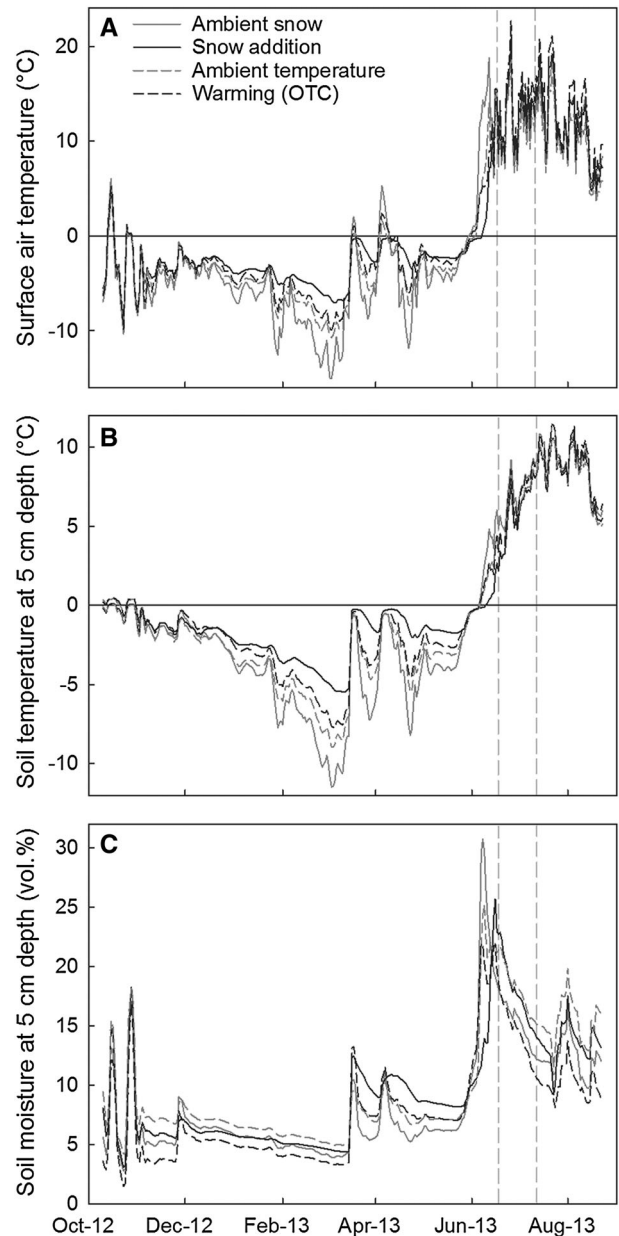 A
Ambient snow
Snow addition
Ambient temperature
Warming (OTC)
Surface air temperature (°C)
20
10
0
-10
B
Soil temperature at 5 cm depth (°C)
10
5
0
-5
-10
C
Soil moisture at 5 cm depth (vol.%)
30
25
20
15
10
5
0
Oct-12 Dec-12 Feb-13 Apr-13 Jun-13 Aug-13